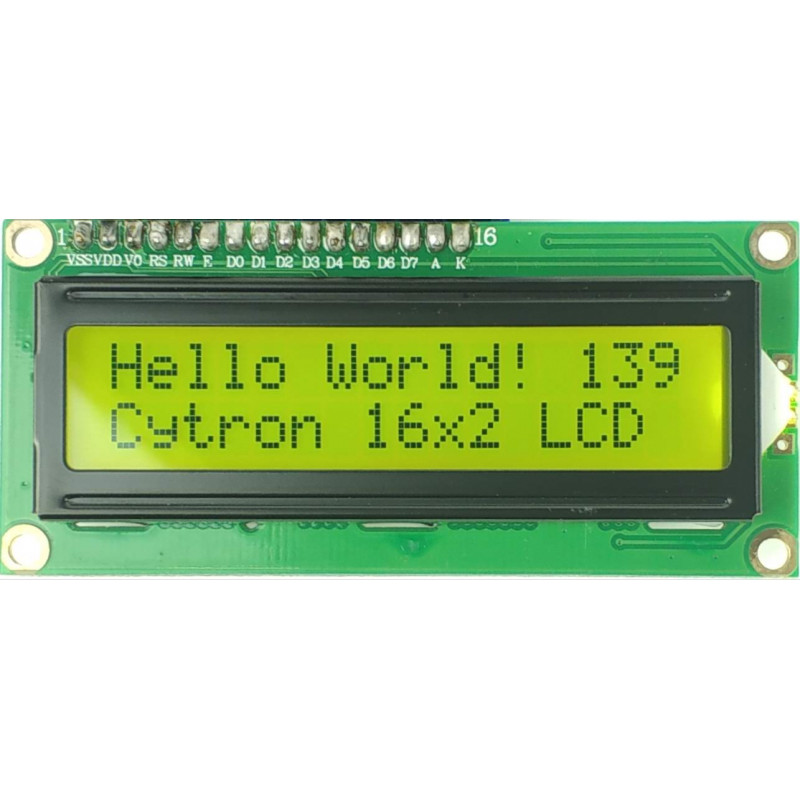 1 16
VSS VDD V0 RS RW E D0 D1 D2 D3 D4 D5 D6 D7 A K
Hello World! 139
Cytron 16x2 LCD